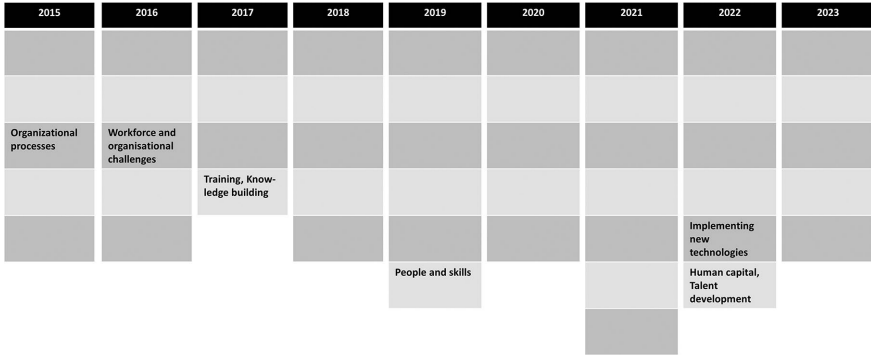 2015 2016 2017 2018 2019 2020 2021 2022 2023
Organizational
processes
Workforce and
organisational
challenges
Training, Know-
ledge building
Implementing
new
technologies
People and skills
Human capital,
Talent
development